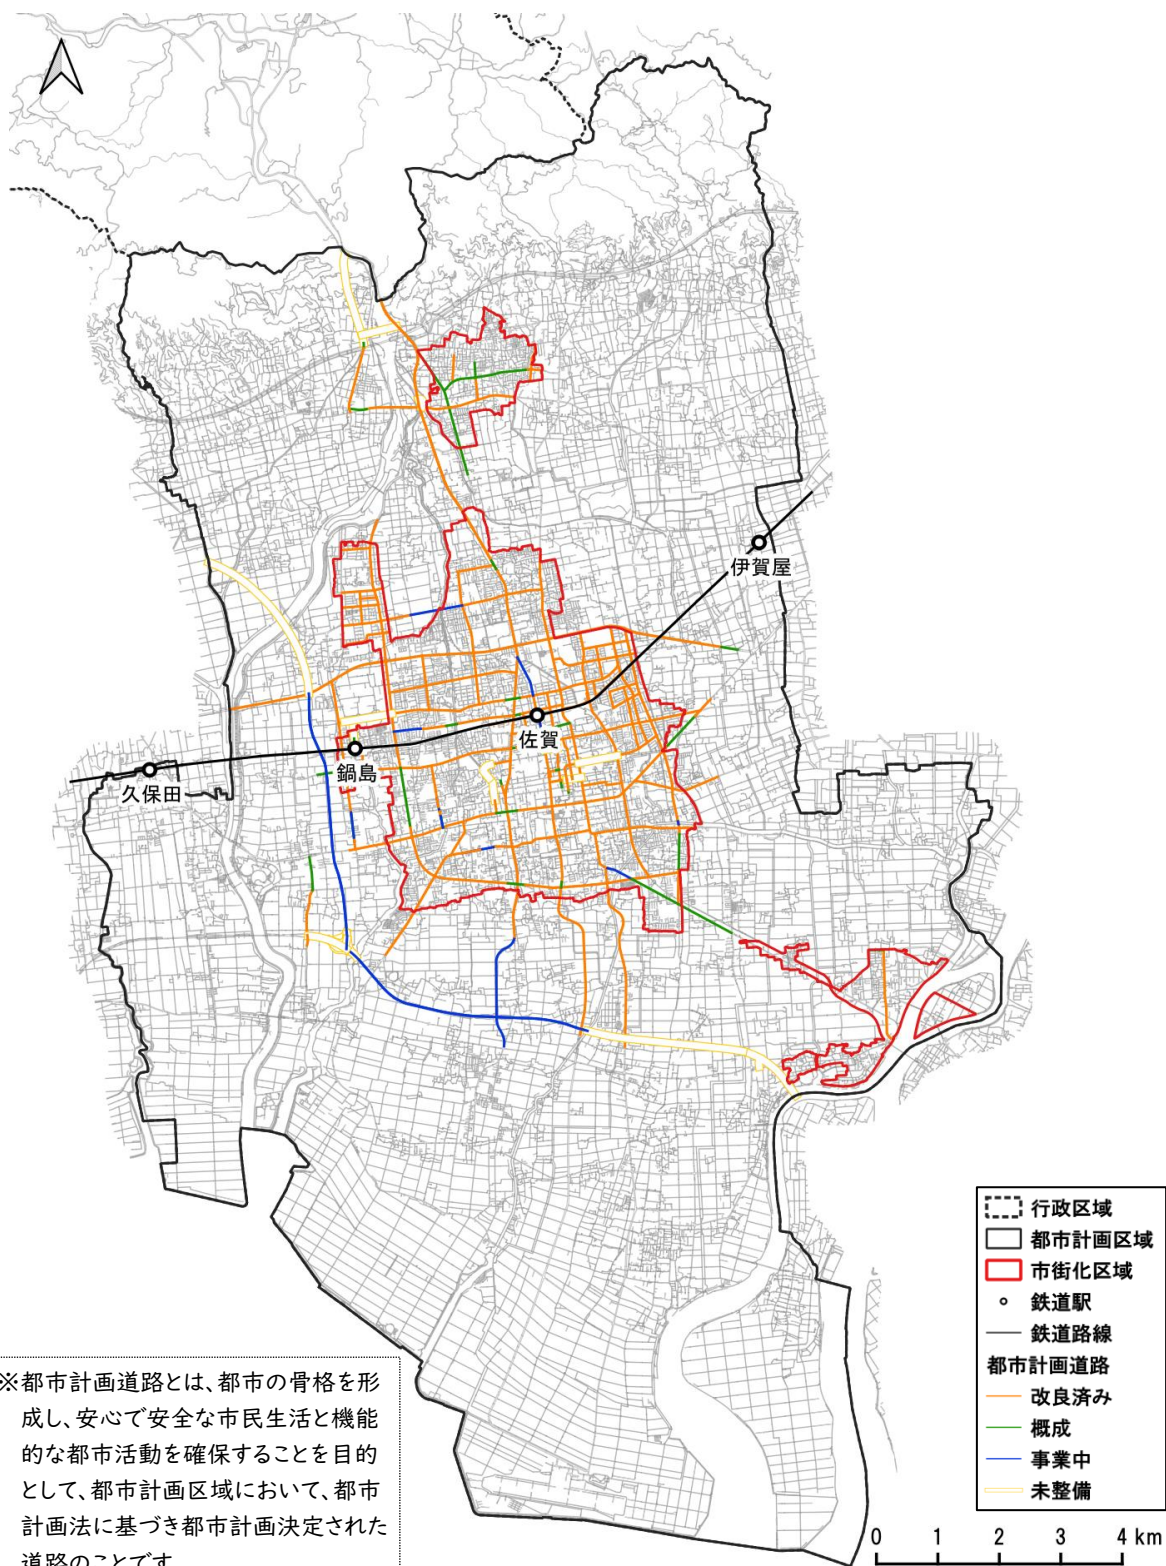 伊賀屋
佐賀
鍋島
久保田
行政区域
都市計画区域
市街化区域
鉄道駅
鉄道路線
都市計画道路
改良済み
概成
事業中
未整備
0 1 2 3 4 km
※都市計画道路とは、都市の骨格を形
成し、安心で安全な市民生活と機能
的な都市活動を確保することを目的
として、都市計画区域において、都市
計画法に基づき都市計画決定された
道路のことです